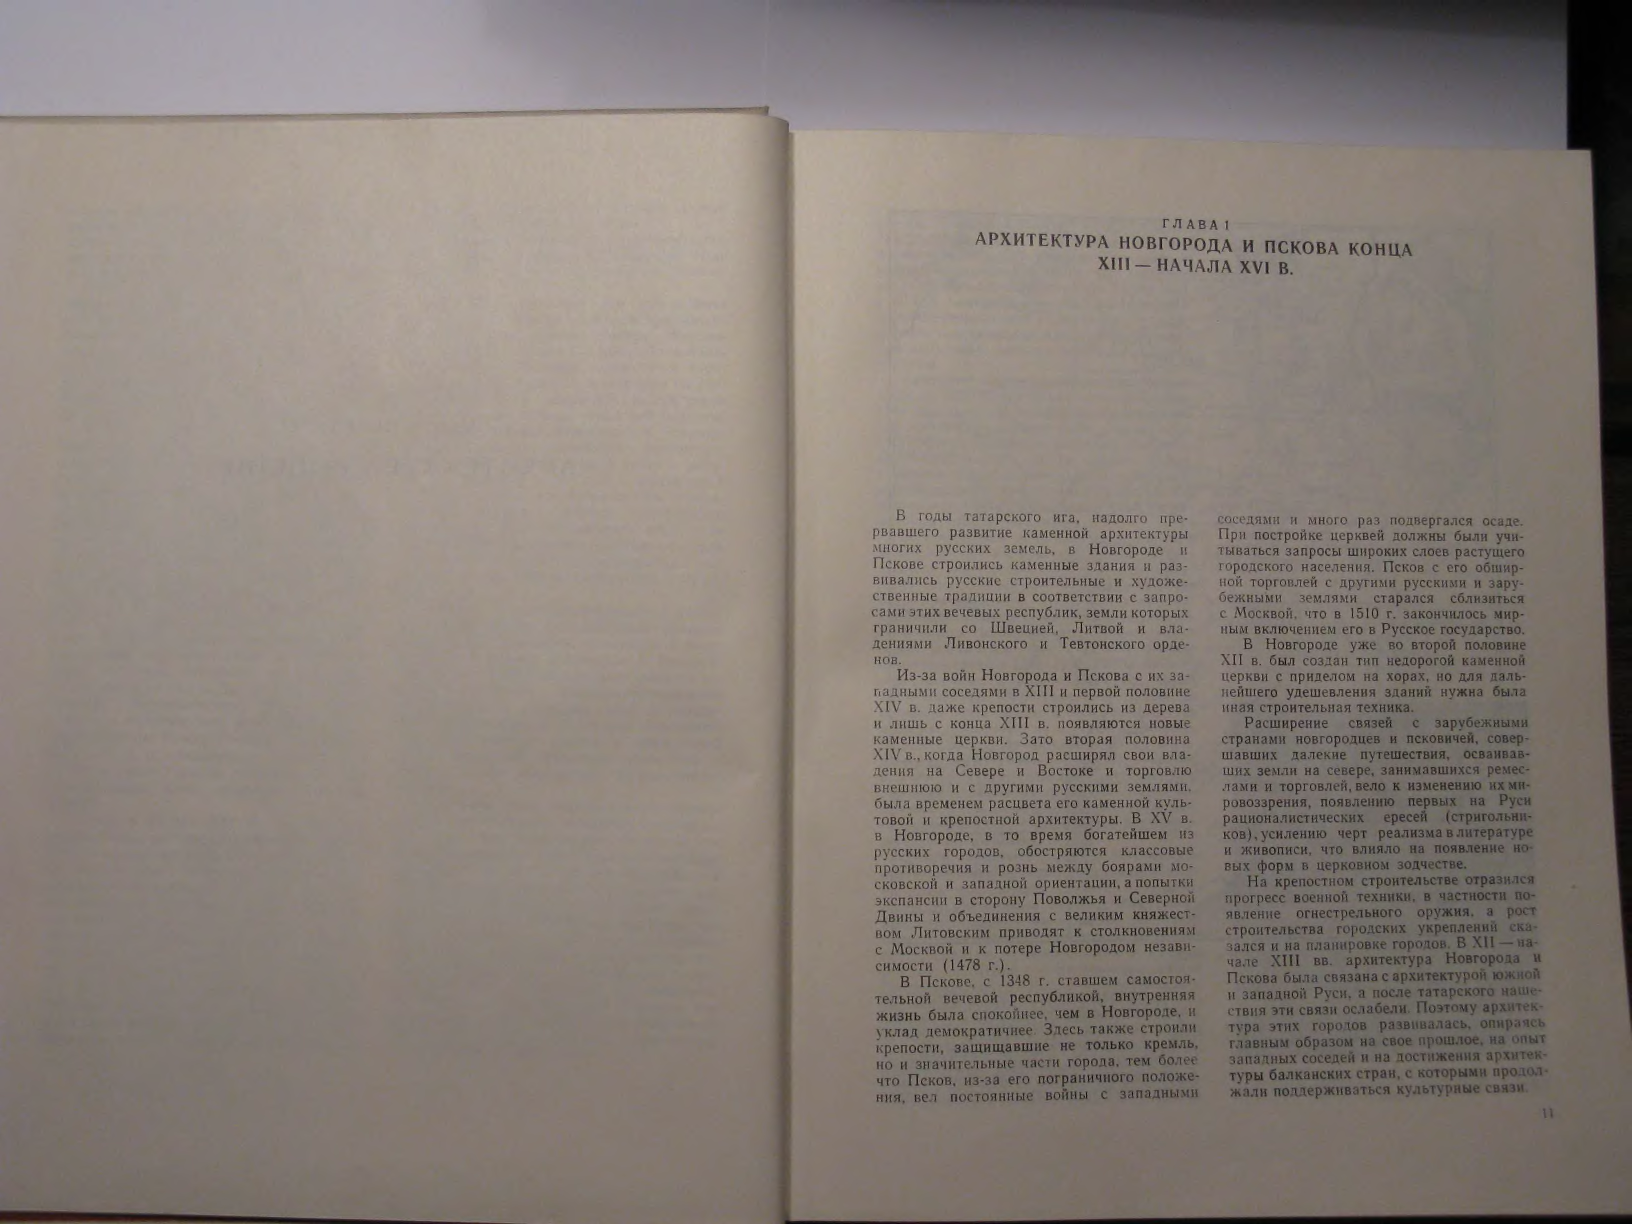 ГЛАВА 1
АРХИТЕКТУРА НОВГОРОДА И ПСКОВА КОНЦА
XIII — НАЧАЛА XVI В.
В годы татарского ига, надолго пре-
рвавшего развитие каменной архитектуры
многих русских земель, в Новгороде и
Пскове строились каменные здания и раз-
вивались русские строительные и художе-
ственные традиции в соответствии с запро-
сами этих вечевых республик, земли которых
граничили со Швецией, Литвой и вла-
дениями Ливонского и Тевтонского орде-
нов.
Из-за войн Новгорода и Пскова с их за-
падными соседями в XIII и первой половине
XIV в. даже крепости строились из дерева
и лишь с конца XIII в. появляются новые
каменные церкви. Зато вторая половина
XIV в., когда Новгород расширял свои вла-
дения на Севере и Востоке и торговлю
внешнюю и с другими русскими землями,
была временем расцвета его каменной куль-
товой и крепостной архитектуры. В XV в.
в Новгороде, в то время богатейшем из
русских городов, обостряются классовые
противоречия и рознь между боярами мо-
сковской и западной ориентации, а попытки
экспансии в сторону Поволжья и Северной
Двины и объединения с великим княжест-
вом Литовским приводят к столкновениям
с Москвой и к потере Новгородом незави-
симости (1478 г.).
В Пскове, с 1348 г. ставшем самостоя-
тельной вечевой республикой, внутренняя
жизнь была спокойнее, чем в Новгороде, и
уклад демократичнее. Здесь также строили
крепости, защищавшие не только кремль,
но и значительные части города, тем более
что Псков, из-за его пограничного положе-
ния, вел постоянные войны с западными
соседями и много раз подвергался осаде.
При постройке церквей должны были учи-
тываться запросы широких слоев растущего
городского населения. Псков с его обшир-
ной торговлей с другими русскими и зару-
бежными землями старался сблизиться
с Москвой, что в 1510 г. закончилось мир-
ным включением его в Русское государство.
В Новгороде уже во второй половине
XII в. был создан тип недорогой каменной
церкви с приделом на хорах, но для даль-
нейшего удешевления зданий нужна была
иная строительная техника.
Расширение связей с зарубежными
странами новгородцев и псковичей, совер-
шавших далекие путешествия, осваивав-
ших земли на севере, занимавшихся ремес-
лами и торговлей, вело к изменению их ми-
ровоззрения, появлению первых на Руси
рационалистических ересей (стригольни-
ков), усилению черт реализма в литературе
и живописи, что влияло на появление но-
вых форм в церковном зодчестве.
На крепостном строительстве отразился
прогресс военной техники, в частности по-
явление огнестрельного оружия, а рост
строительства городских укреплений ска-
зался и на планировке городов. В XII — на-
чале XIII вв. архитектура Новгорода и
Пскова была связана с архитектурой южной
и западной Руси, а после татарского наше-
ствия эти связи ослабели. Поэтому архитек-
тура этих городов развивалась, опираясь
главным образом на свое прошлое, на опыт
западных соседей и на достижения архитек-
туры балканских стран, с которыми продол-
жали поддерживаться культурные связи.
11